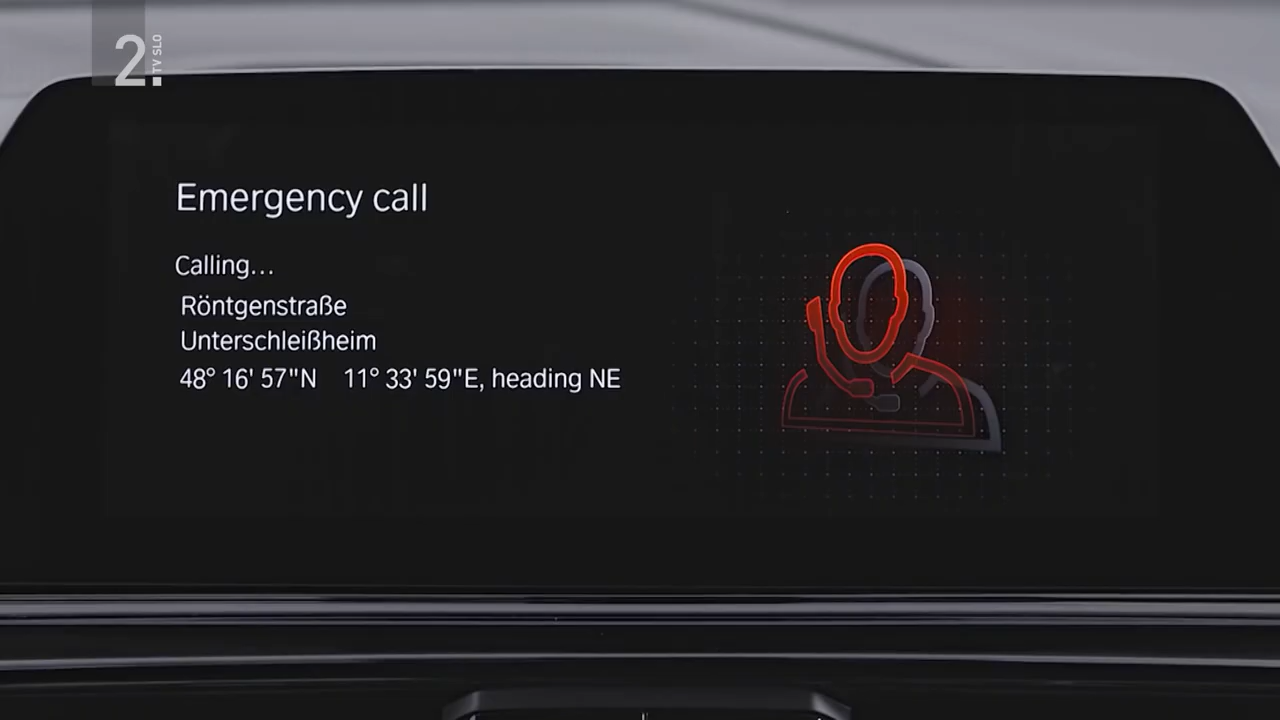 2.
TV SLO
Emergency call
Calling...
Röntgenstraße
Unterschleißheim
48° 16' 57"N 11° 33' 59"E, heading NE